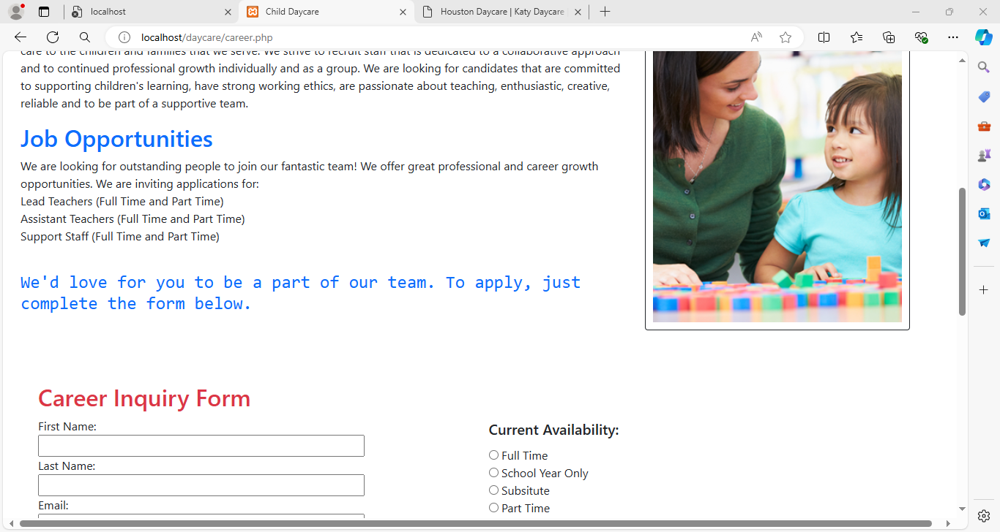 localhost
Child Daycare
Houston Daycare | Katy Daycare
localhost/daycare/career.php
care to the children and families that we serve. We strive to recruit staff that is dedicated to a collaborative approach
and to continued professional growth individually and as a group. We are looking for candidates that are committed
to supporting children's learning, have strong working ethics, are passionate about teaching, enthusiastic, creative,
reliable and to be part of a supportive team.
Job Opportunities
We are looking for outstanding people to join our fantastic team! We offer great professional and career growth
opportunities. We are inviting applications for:
Lead Teachers (Full Time and Part Time)
Assistant Teachers (Full Time and Part Time)
Support Staff (Full Time and Part Time)
We'd love for you to be a part of our team. To apply, just
complete the form below.
Career Inquiry Form
First Name:
Last Name:
Email:
Current Availability:
Full Time
School Year Only
Subsitute
Part Time